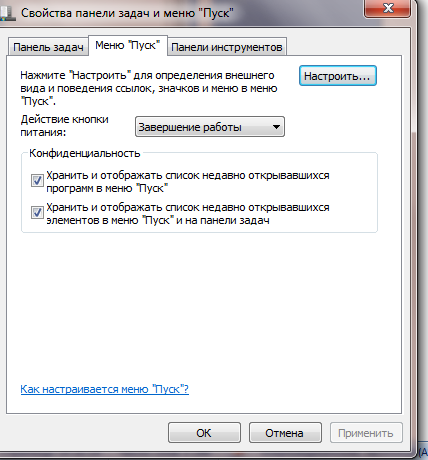 Свойства панели задач и меню "Пуск"
Панель задач Меню "Пуск" Панели инструментов
Нажмите "Настроить" для определения внешнего
вида и поведения ссылок, значков и меню в меню
"Пуск".
Настроить...
Действие кнопки
питания:
Завершение работы
Конфиденциальность
Хранить и отображать список недавно открывавшихся
программ в меню "Пуск"
Хранить и отображать список недавно открывавшихся
элементов в меню "Пуск" и на панели задач
Как настраивается меню "Пуск"?
ОК Отмена Применить